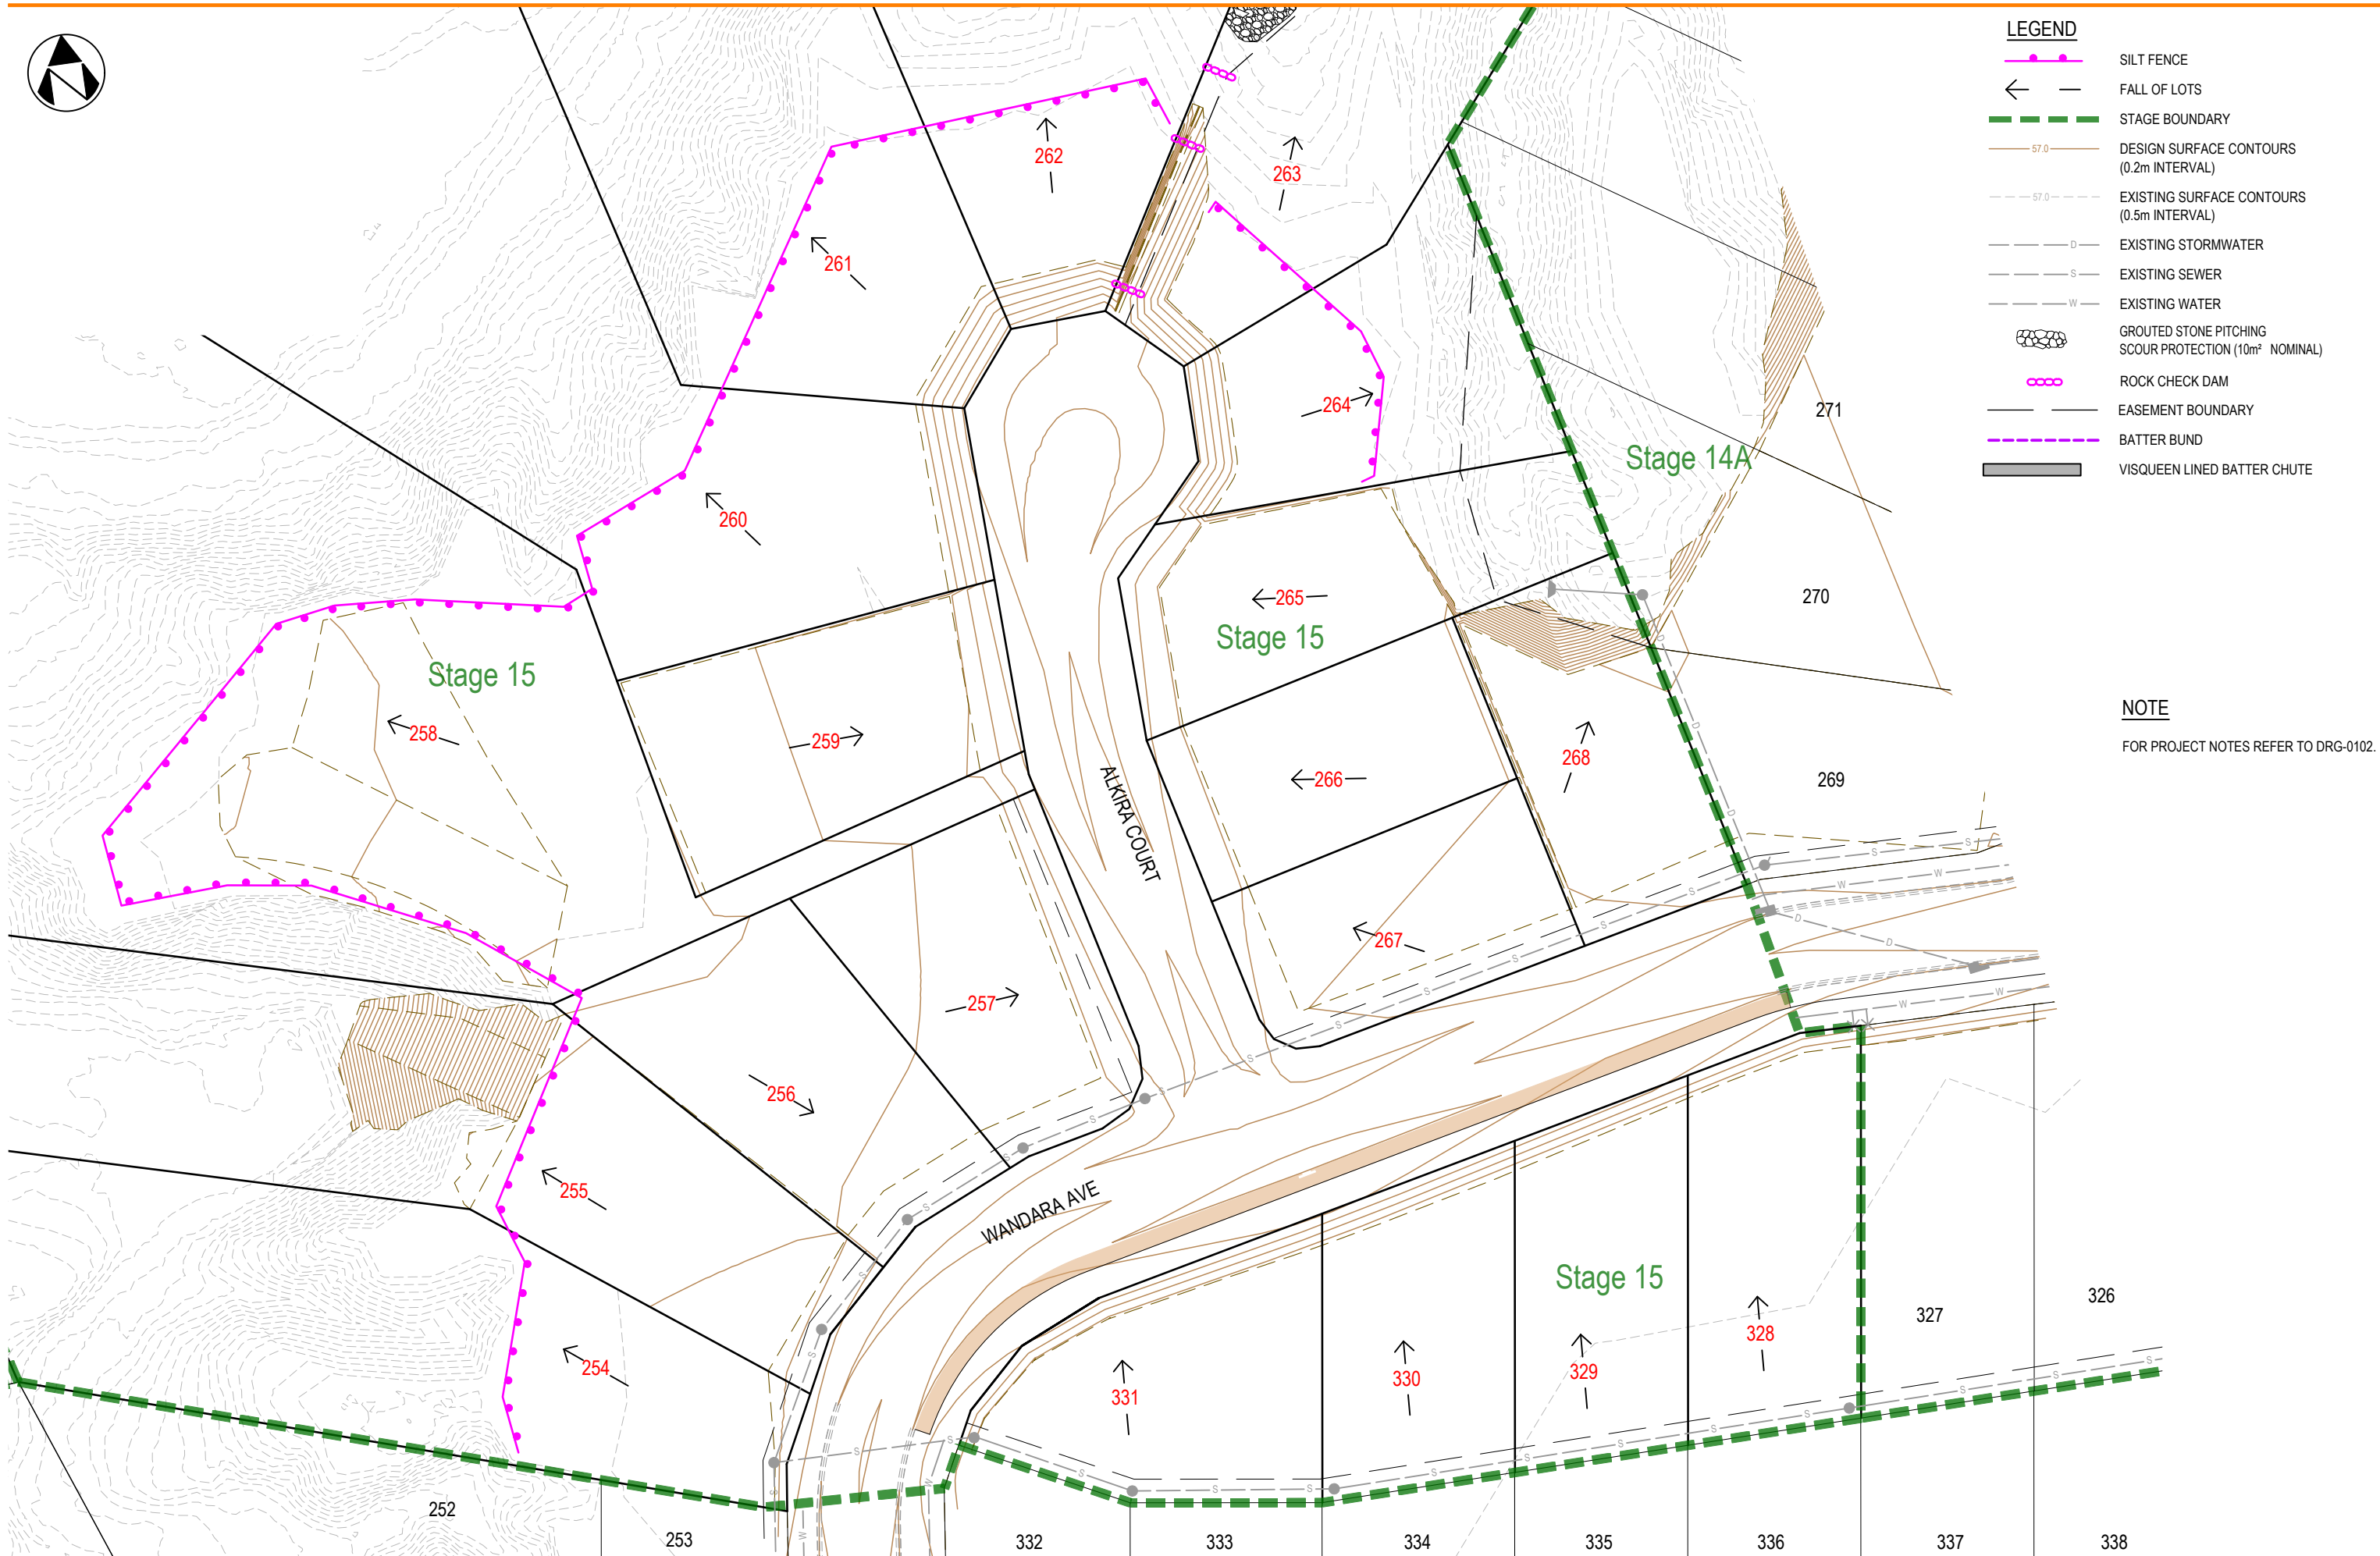 LEGEND
SILT FENCE
FALL OF LOTS
STAGE BOUNDARY
57.0 DESIGN SURFACE CONTOURS
(0.2m INTERVAL)
57.0 EXISTING SURFACE CONTOURS
(0.5m INTERVAL)
D EXISTING STORMWATER
S EXISTING SEWER
W EXISTING WATER
GROUTED STONE PITCHING
SCOUR PROTECTION (10m² NOMINAL)
ROCK CHECK DAM
EASEMENT BOUNDARY
BATTER BUND
VISQUEEN LINED BATTER CHUTE
NOTE
FOR PROJECT NOTES REFER TO DRG-0102.
262
263
261
264
271
Stage 14A
260
265
270
Stage 15
Stage 15
258
259
266
268
269
ALKIRA COURT
267
257
256
255
WANDARA AVE
Stage 15
254
331
330
329
328
327
326
252
253
332
333
334
335
336
337
338